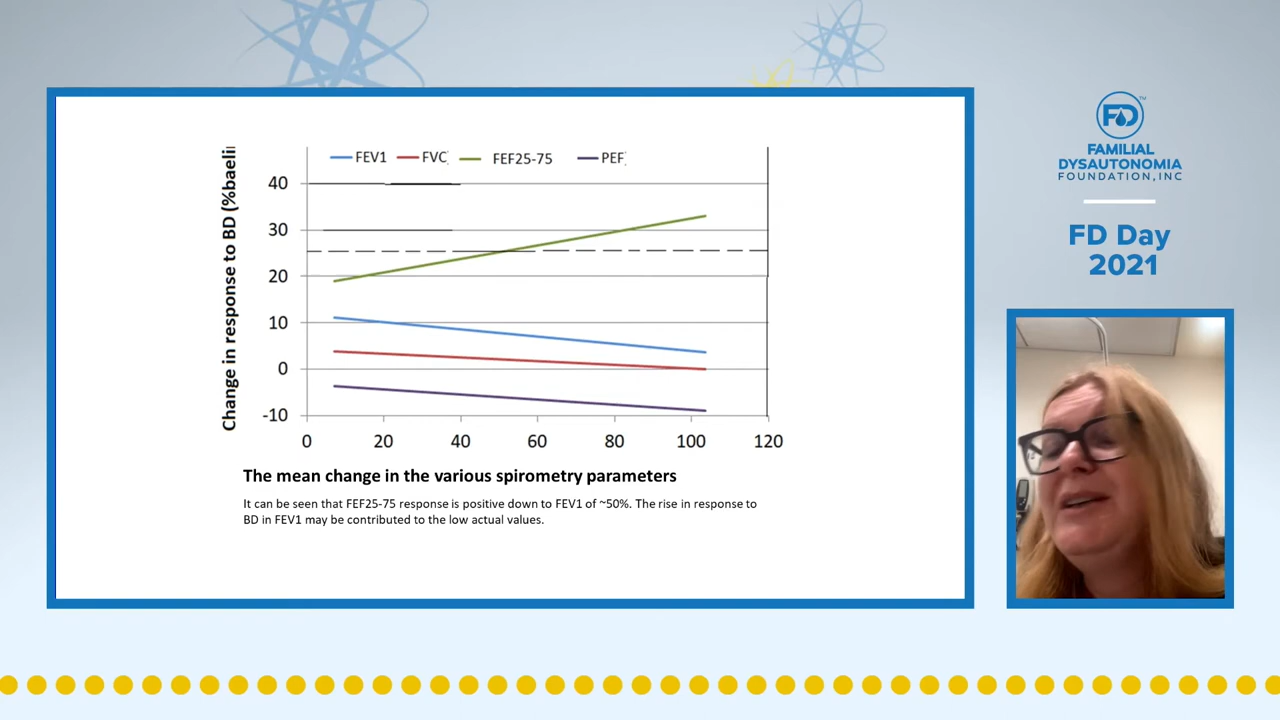 FEV1 FVC FEF25-75 PEF
Change in response to BD (%baeli
40
30
20
10
0
-10
0 20 40 60 80 100 120
The mean change in the various spirometry parameters
It can be seen that FEF25-75 response is positive down to FEV1 of ~50%. The rise in response to
BD in FEV1 may be contributed to the low actual values.
FD™
FAMILIAL
DYSAUTONOMIA
FOUNDATION, INC
FD Day
2021